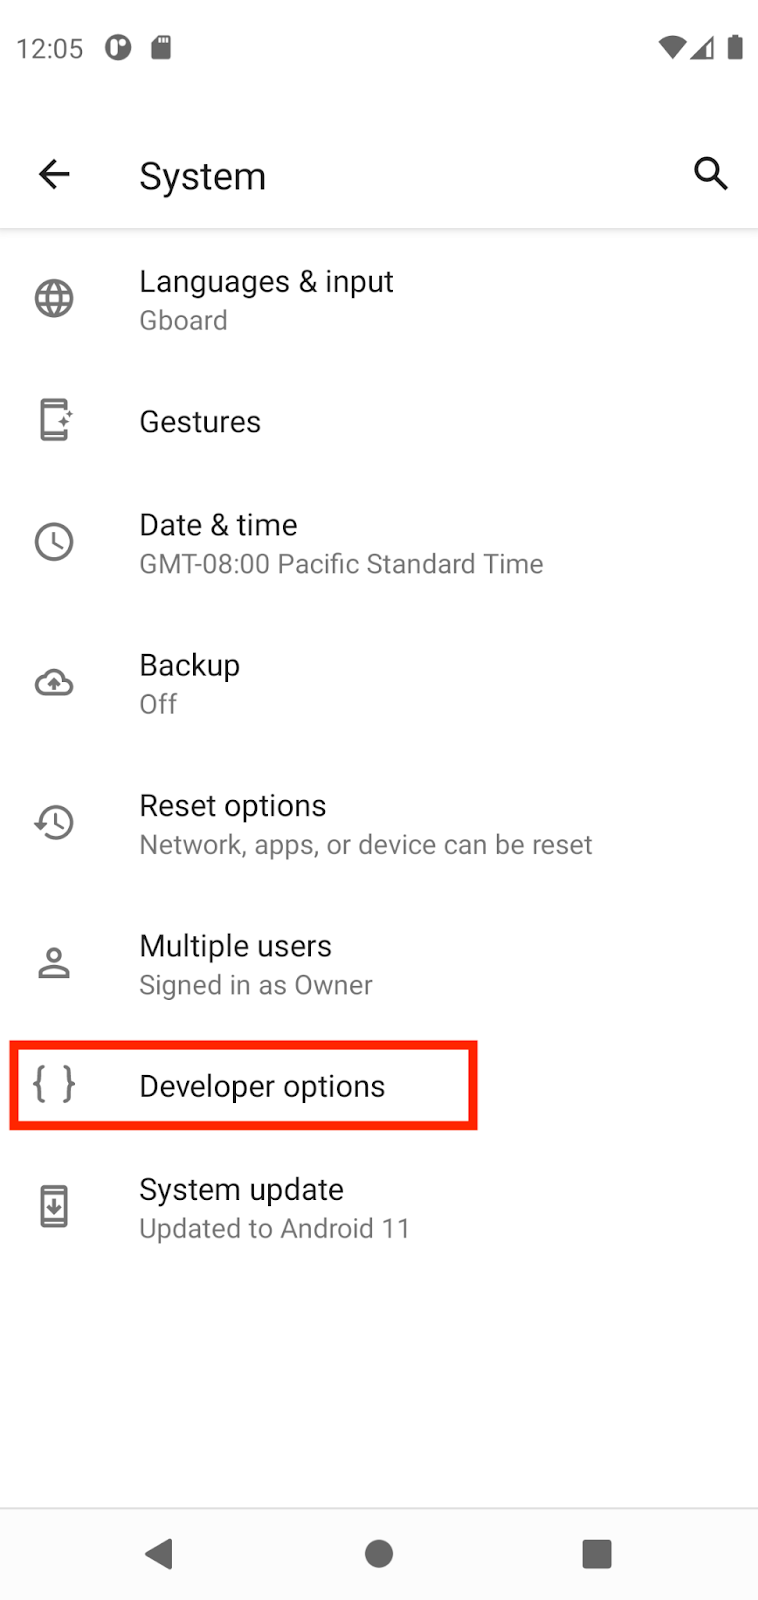 12:05
System
Languages & input
Gboard
Gestures
Date & time
GMT-08:00 Pacific Standard Time
Backup
Off
Reset options
Network, apps, or device can be reset
Multiple users
Signed in as Owner
{ } Developer options
System update
Updated to Android 11